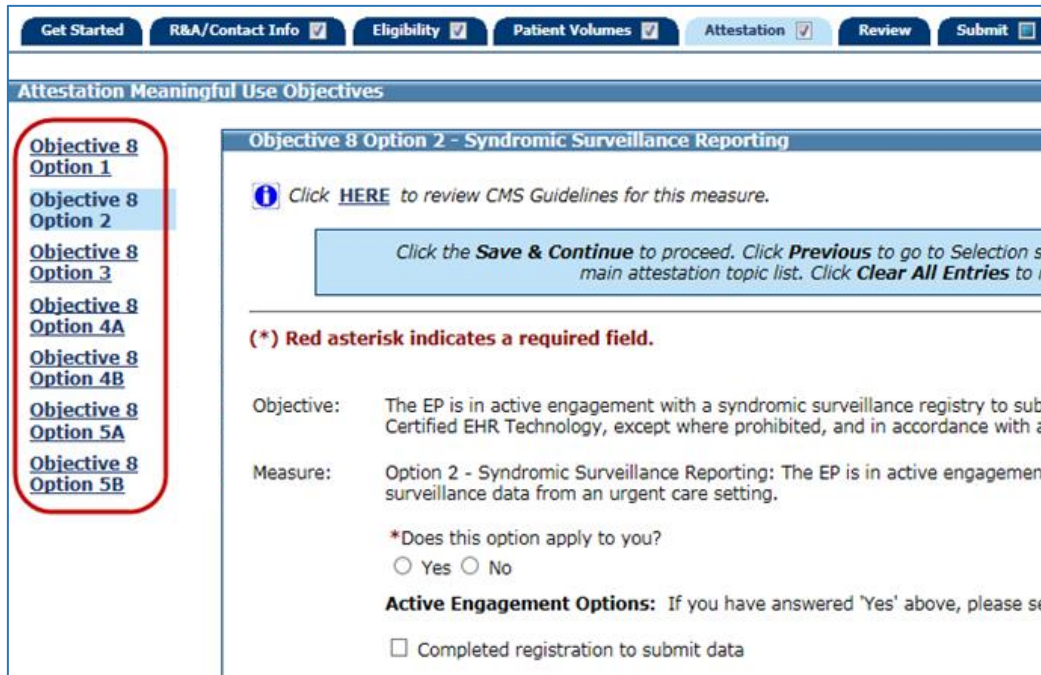 Get Started R&A/Contact Info Eligibility Patient Volumes Attestation Review Submit
Attestation Meaningful Use Objectives
Objective 8
Option 1
Objective 8
Option 2
Objective 8
Option 3
Objective 8
Option 4A
Objective 8
Option 4B
Objective 8
Option 5A
Objective 8
Option 5B
Objective 8 Option 2 - Syndromic Surveillance Reporting
Click HERE to review CMS Guidelines for this measure.
Click the Save & Continue to proceed. Click Previous to go to Selection
main attestation topic list. Click Clear All Entries to
(*) Red asterisk indicates a required field.
Objective: The EP is in active engagement with a syndromic surveillance registry to
Certified EHR Technology, except where prohibited, and in accordance with
Measure: Option 2 - Syndromic Surveillance Reporting: The EP is in active
surveillance data from an urgent care setting.
*Does this option apply to you?
Yes No
Active Engagement Options: If you have answered 'Yes' above, please
Completed registration to submit data